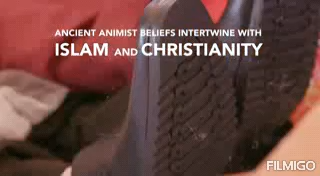 ANCIENT ANIMIST BELIEFS INTERTWINE WITH
ISLAM AND CHRISTIANITY
FILMIGO